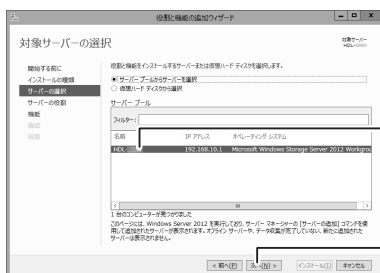 役割と機能の追加ウィザード
対象サーバーの選択
対象サーバー
開始する前に
インストールの種類
サーバーの選択
サーバーの役割
機能
確認
結果
役割と機能をインストールするサーバーまたは仮想ハード ディスクを選択します。
サーバー プールからサーバーを選択
仮想ハード ディスクから選択
サーバー プール
フィルター:
名前 IP アドレス オペレーティング システム
HDL- 192.168.10.1 Microsoft Windows Storage Server 2012 Workgrou
1 台のコンピューターが見つかりました
このページには、Windows Server 2012 を実行しており、サーバー マネージャーの [サーバーの追加] コマンドを使
用して追加されたサーバーが表示されます。オフライン サーバーや、データ収集が完了していない、新たに追加された
サーバーは表示されません。
< 前へ(P) 次へ(N) > インストール(I) キャンセル